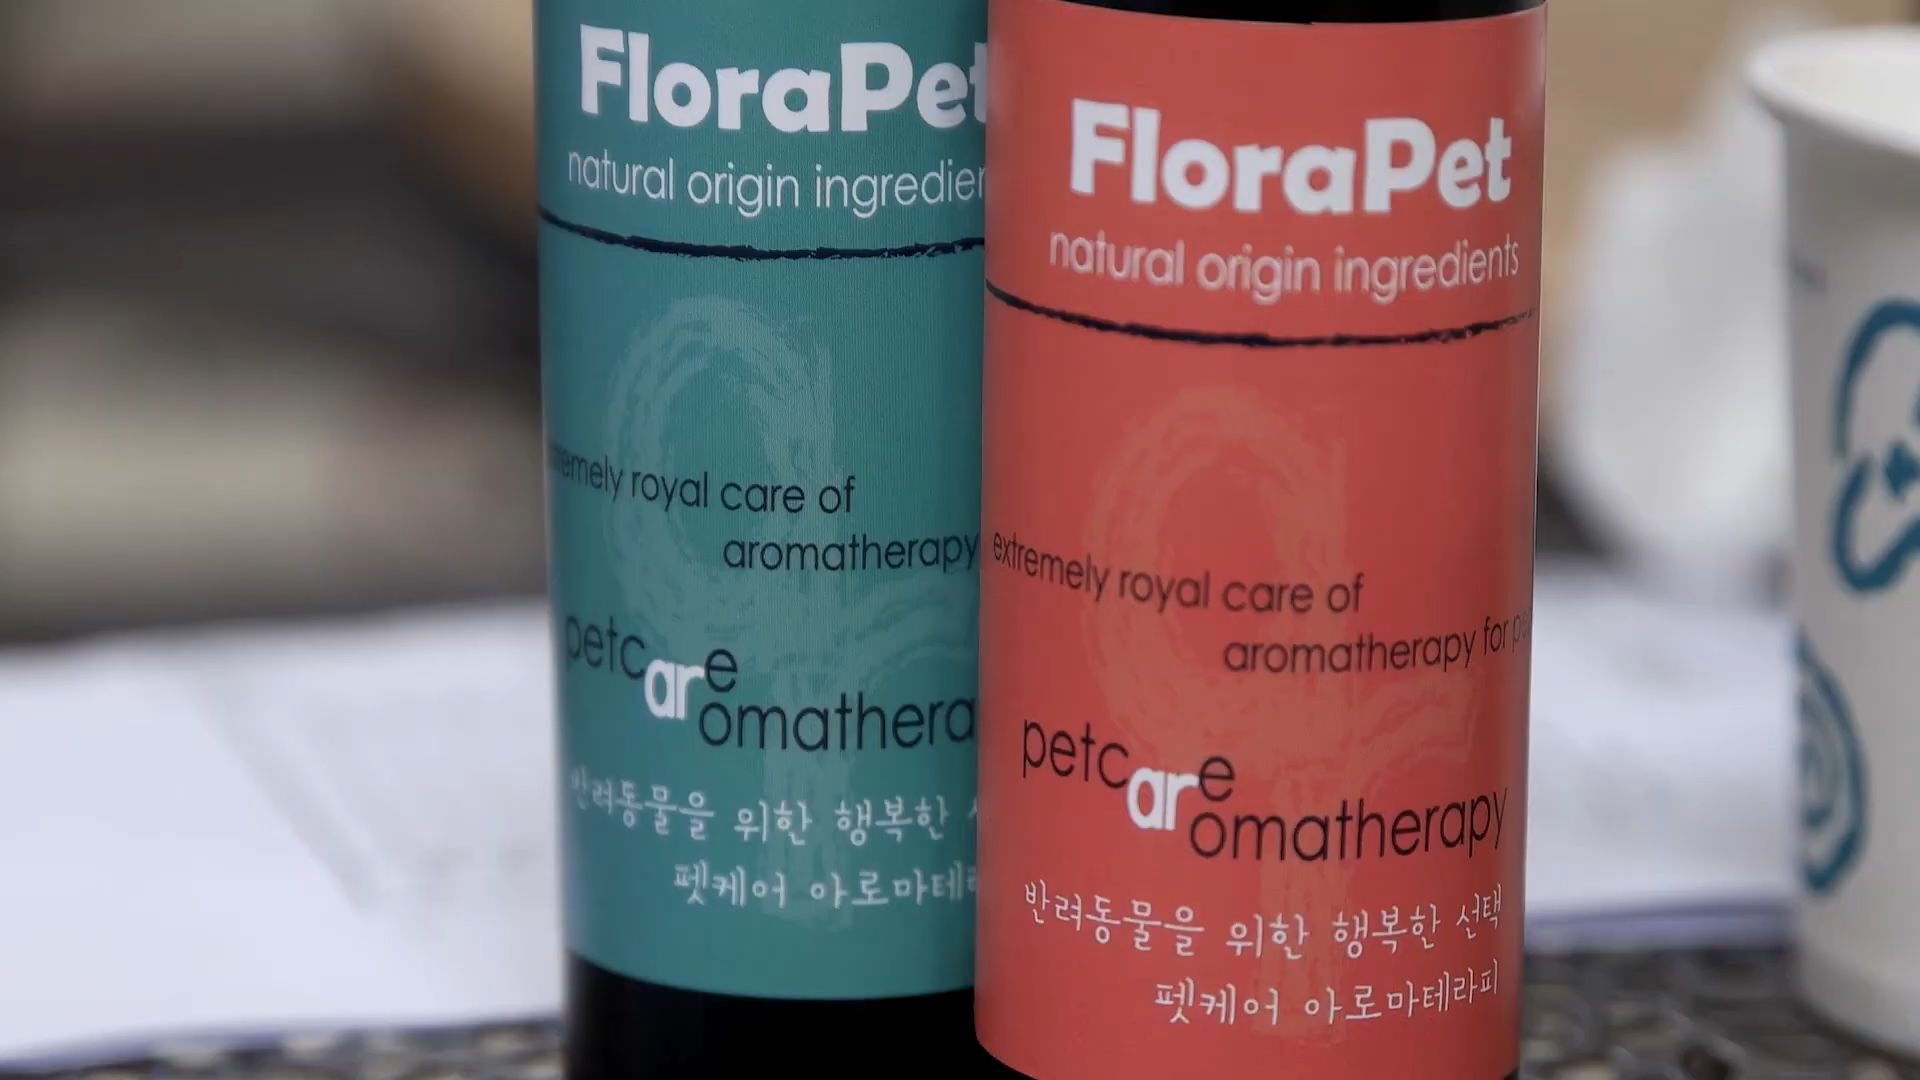 FloraPet
natural origin ingredien
royal care of
aromatherapy
petcare
aromathera
반려동물을 위한 행복한
펫케어 아로마테라
FloraPet
natural origin ingredients
extremely royal care of
aromatherapy for
petcare
aromatherapy
반려동물을 위한 행복한 선택
펫케어 아로마테라피